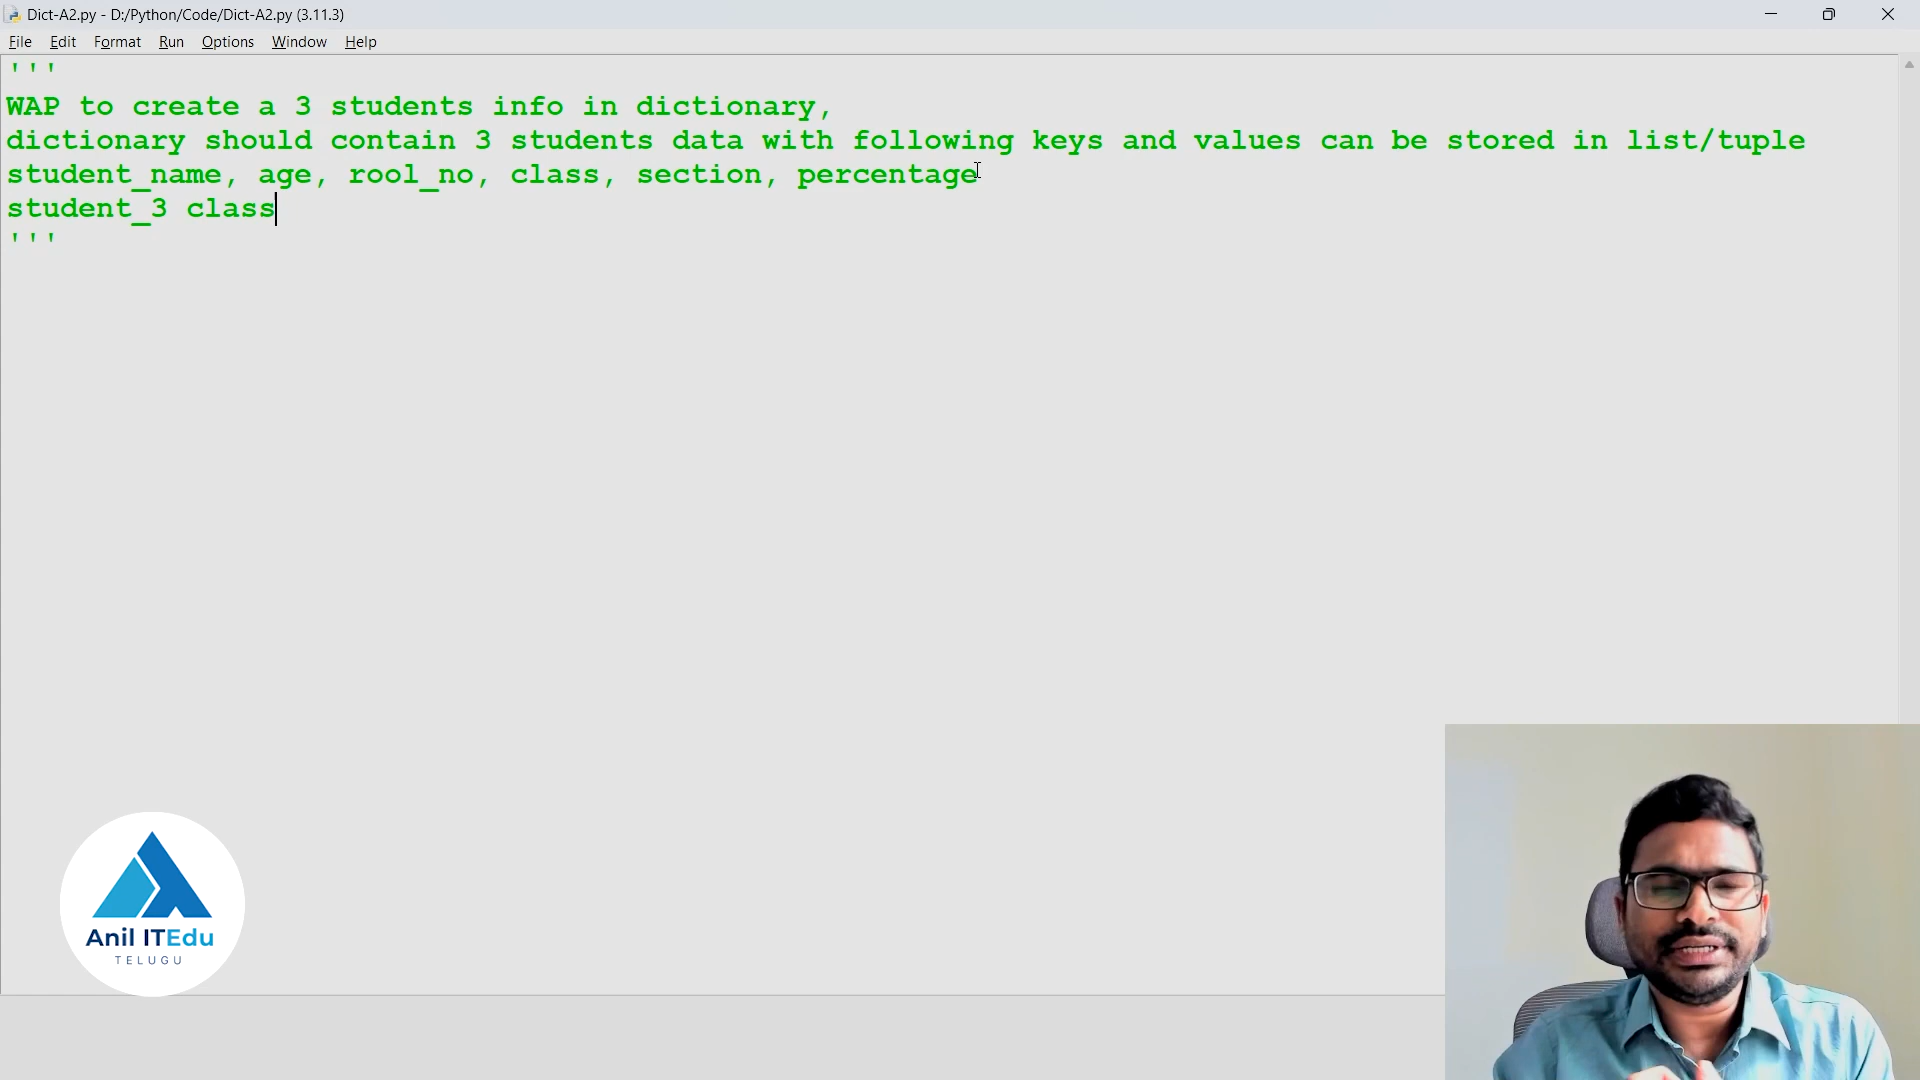 Dict-A2.py - D:/Python/Code/Dict-A2.py (3.11.3)
File Edit Format Run Options Window Help
'''
WAP to create a 3 students info in dictionary,
dictionary should contain 3 students data with following keys and values can be stored in list/tuple
student_name, age, rool_no, class, section, percentage
student_3 class
'''
Anil ITEdu
TELUGU